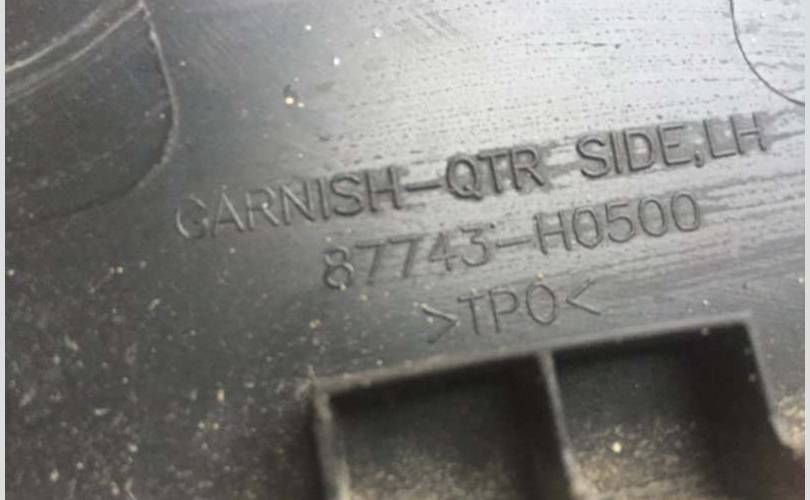 GARNISH-QTR SIDE,LH
87743-H0500
>TPO<